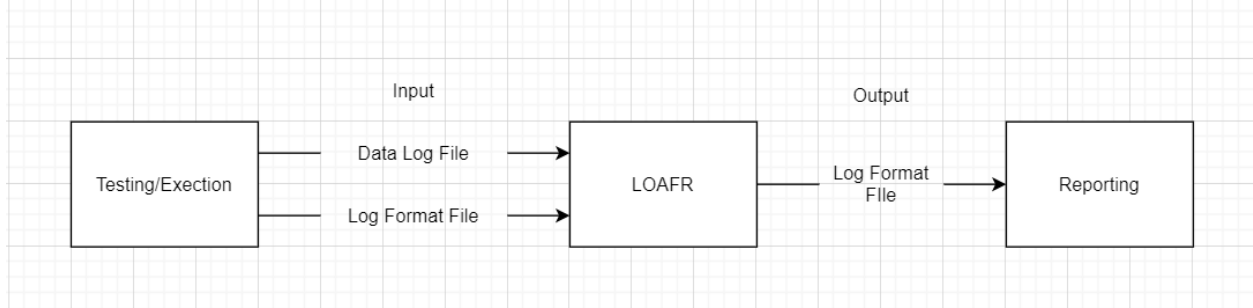 Input
Output
Data Log File
Testing/Exection
LOAFR
Log Format
FIle
Reporting
Log Format File